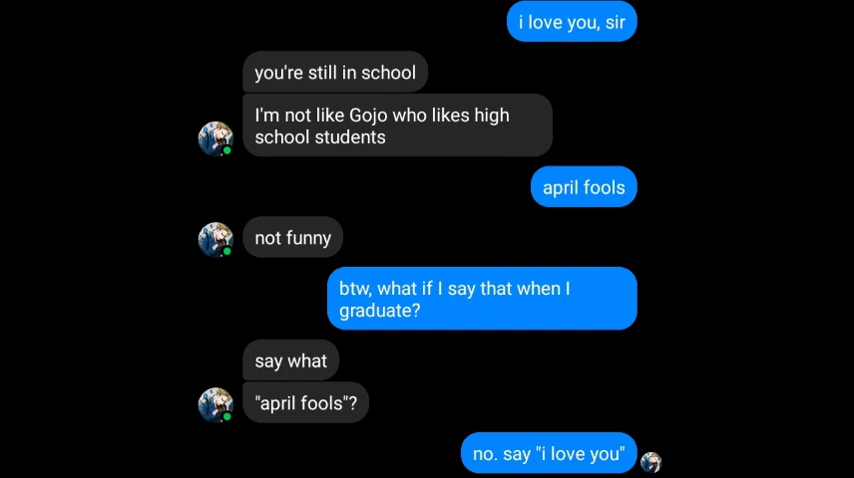 i love you, sir
you're still in school
I'm not like Gojo who likes high
school students
april fools
not funny
btw, what if I say that when I
graduate?
say what
"april fools"?
no. say "i love you"